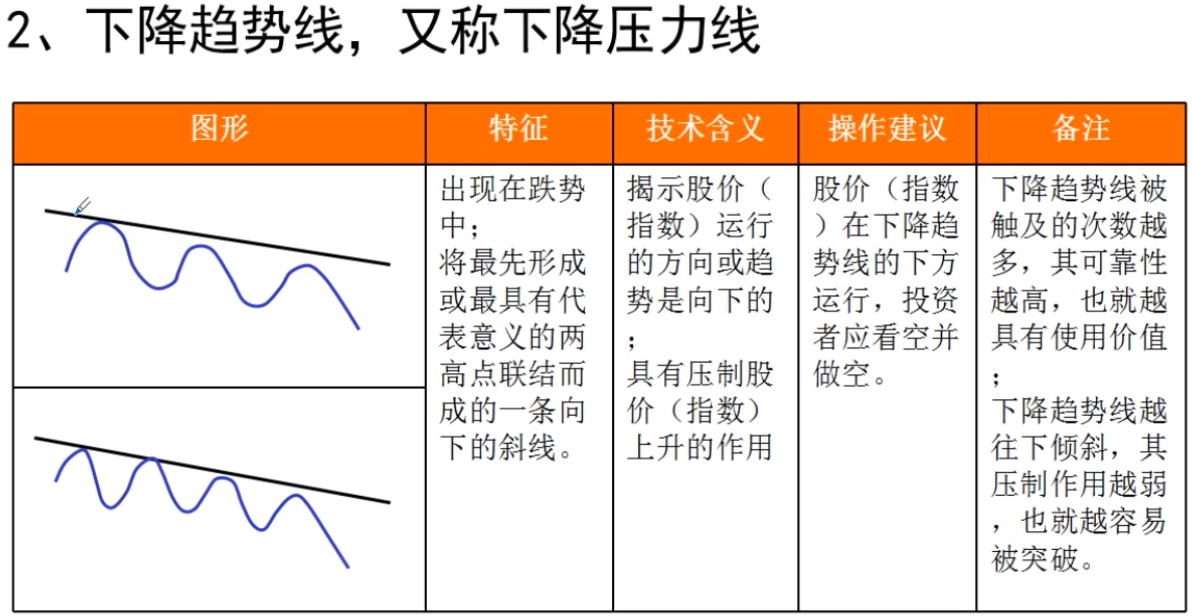 2、下降趋势线，又称下降压力线
图形
特征
技术含义
操作建议
备注
出现在跌势
中；
将最先形成
或最具有代
表意义的两
高点联结而
成的一条向
下的斜线。
揭示股价（
指数）运行
的方向或趋
势是向下的
；
具有压制股
价（指数）
上升的作用
股价（指数
）在下降趋
势线的下方
运行，投资
者应看空并
做空。
下降趋势线被
触及的次数越
多，其可靠性
越高，也就越
具有使用价值
；
下降趋势线越
往下倾斜，其
压制作用越弱
，也就越容易
被突破。